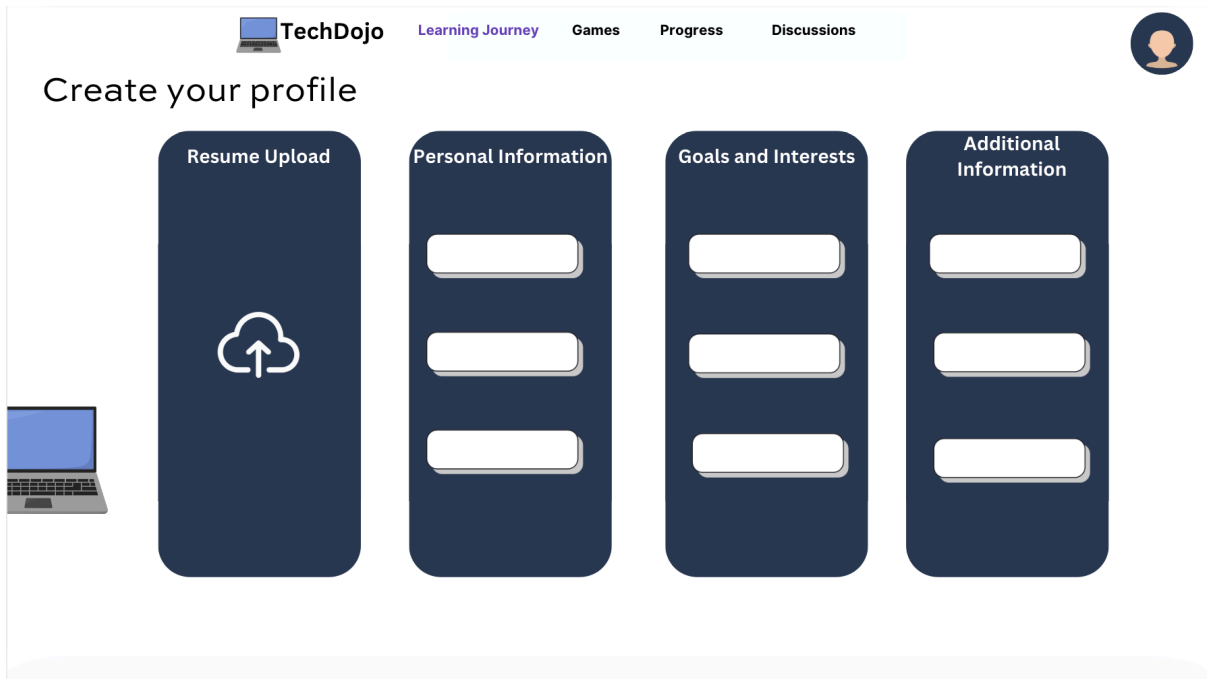 TechDojo
Learning Journey
Games
Progress
Discussions
Create your profile
Resume Upload
Personal Information
Goals and Interests
Additional
Information